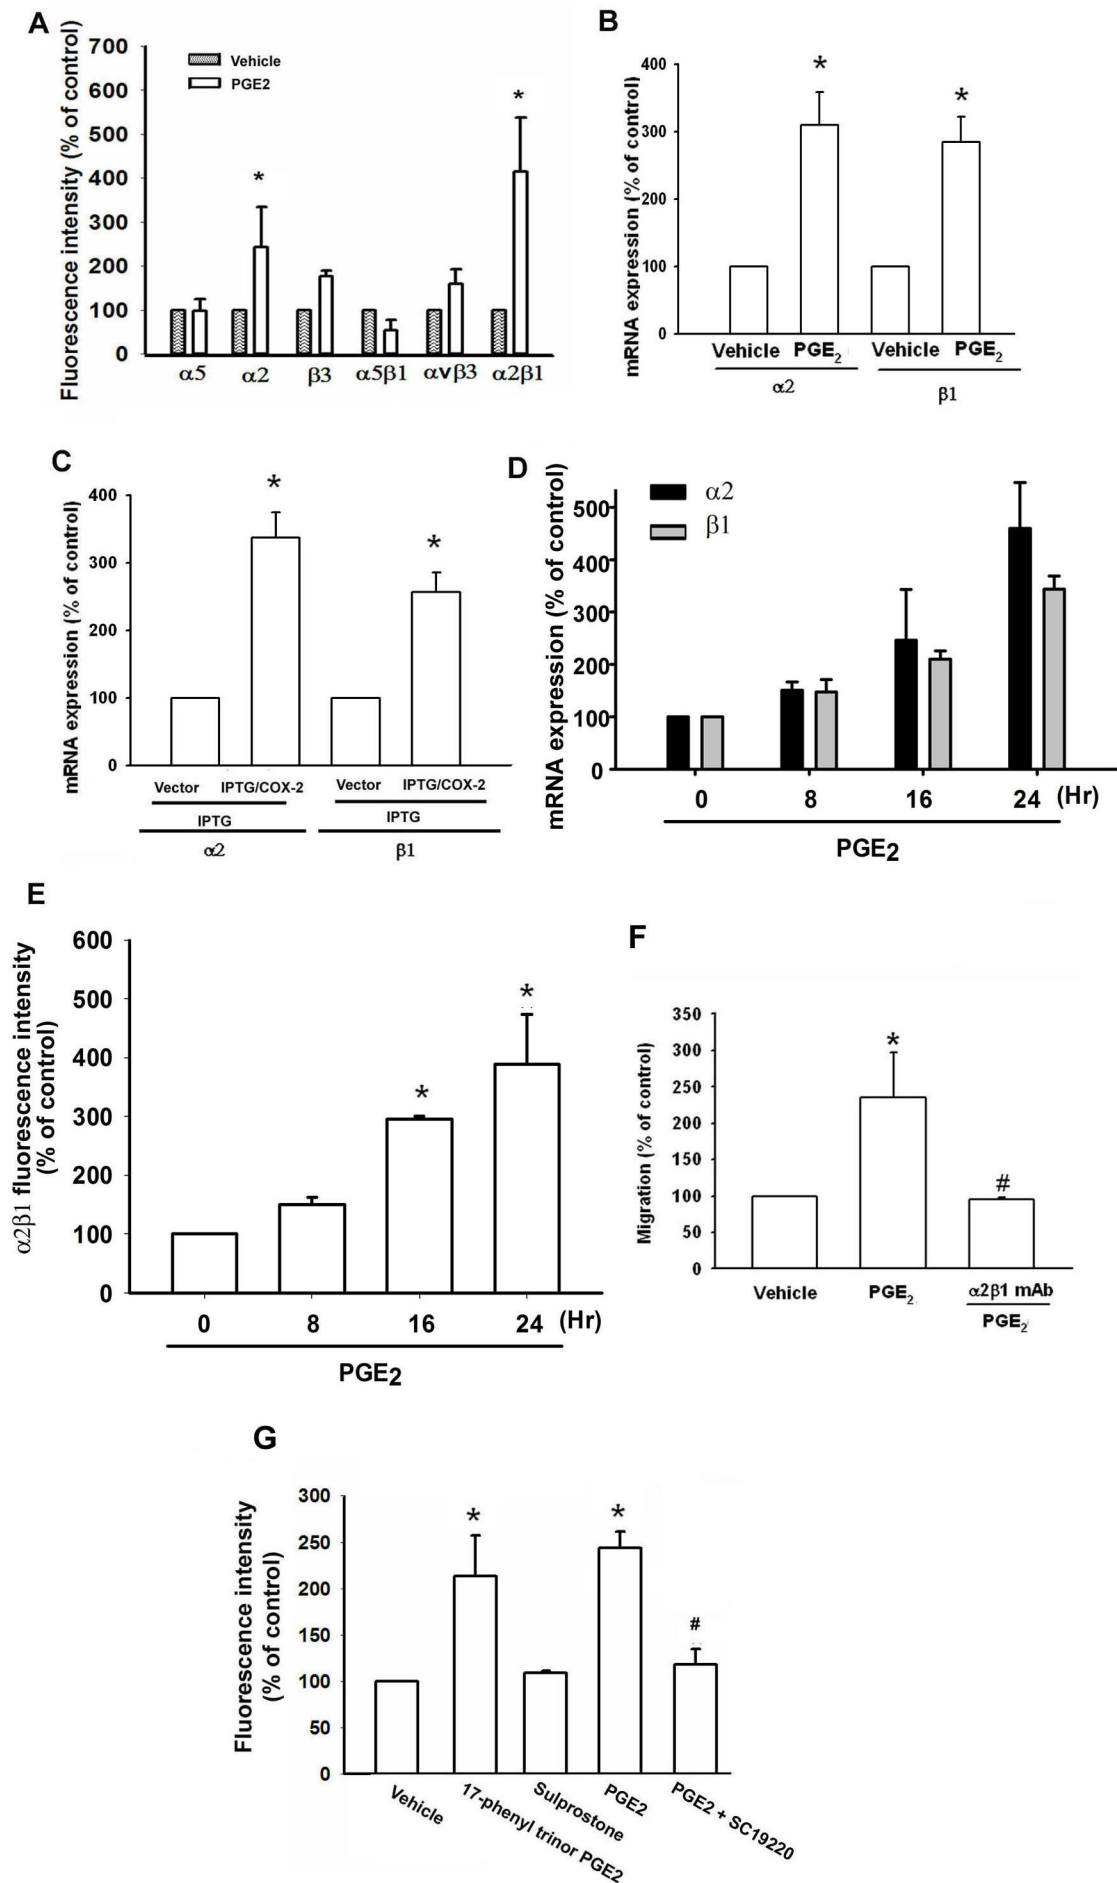 A
Fluorescence intensity (% of control)
700
600
500
400
300
200
100
0
Vehicle
PGE2
*
*
α5 α2 β3 α5β1 αvβ3 α2β1
B
mRNA expression (% of control)
400
300
200
100
0
*
*
Vehicle PGE2 Vehicle PGE2
α2 β1
C
mRNA expression (% of control)
400
300
200
100
0
*
*
Vector IPTG/COX-2 Vector IPTG/COX-2
IPTG IPTG
α2 β1
D
mRNA expression (% of control)
500
400
300
200
100
0
α2
β1
0 8 16 24 (Hr)
PGE2
E
α2β1 fluorescence intensity
(% of control)
600
500
400
300
200
100
0
*
*
0 8 16 24 (Hr)
PGE2
F
Migration (% of control)
350
300
250
200
150
100
50
0
*
#
Vehicle PGE2 α2β1 mAb
PGE2
G
Fluorescence intensity
(% of control)
300
250
200
150
100
50
0
*
*
#
Vehicle
17-phenyl trinor PGE2
Sulprostone
PGE2
PGE2 + SC19220